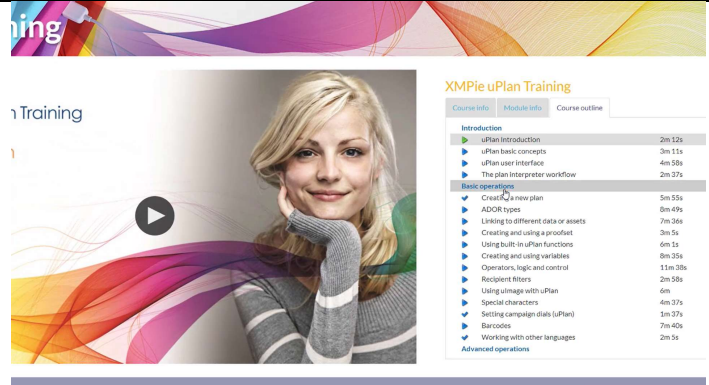 ning
n Training
XMPie uPlan Training
Course info Module info Course outline
Introduction
uPlan Introduction 2m 12s
uPlan basic concepts 3m 11s
uPlan user interface 4m 58s
The plan interpreter workflow 2m 37s
Basic operations
Creating a new plan 5m 55s
ADOR types 8m 49s
Linking to different data or assets 7m 36s
Creating and using a proofset 3m 5s
Using built-in uPlan functions 6m 1s
Creating and using variables 8m 35s
Operators, logic and control 11m 38s
Recipient filters 2m 58s
Using uImage with uPlan 6m
Special characters 4m 37s
Setting campaign dials (uPlan) 1m 37s
Barcodes 7m 40s
Working with other languages 2m 5s
Advanced operations